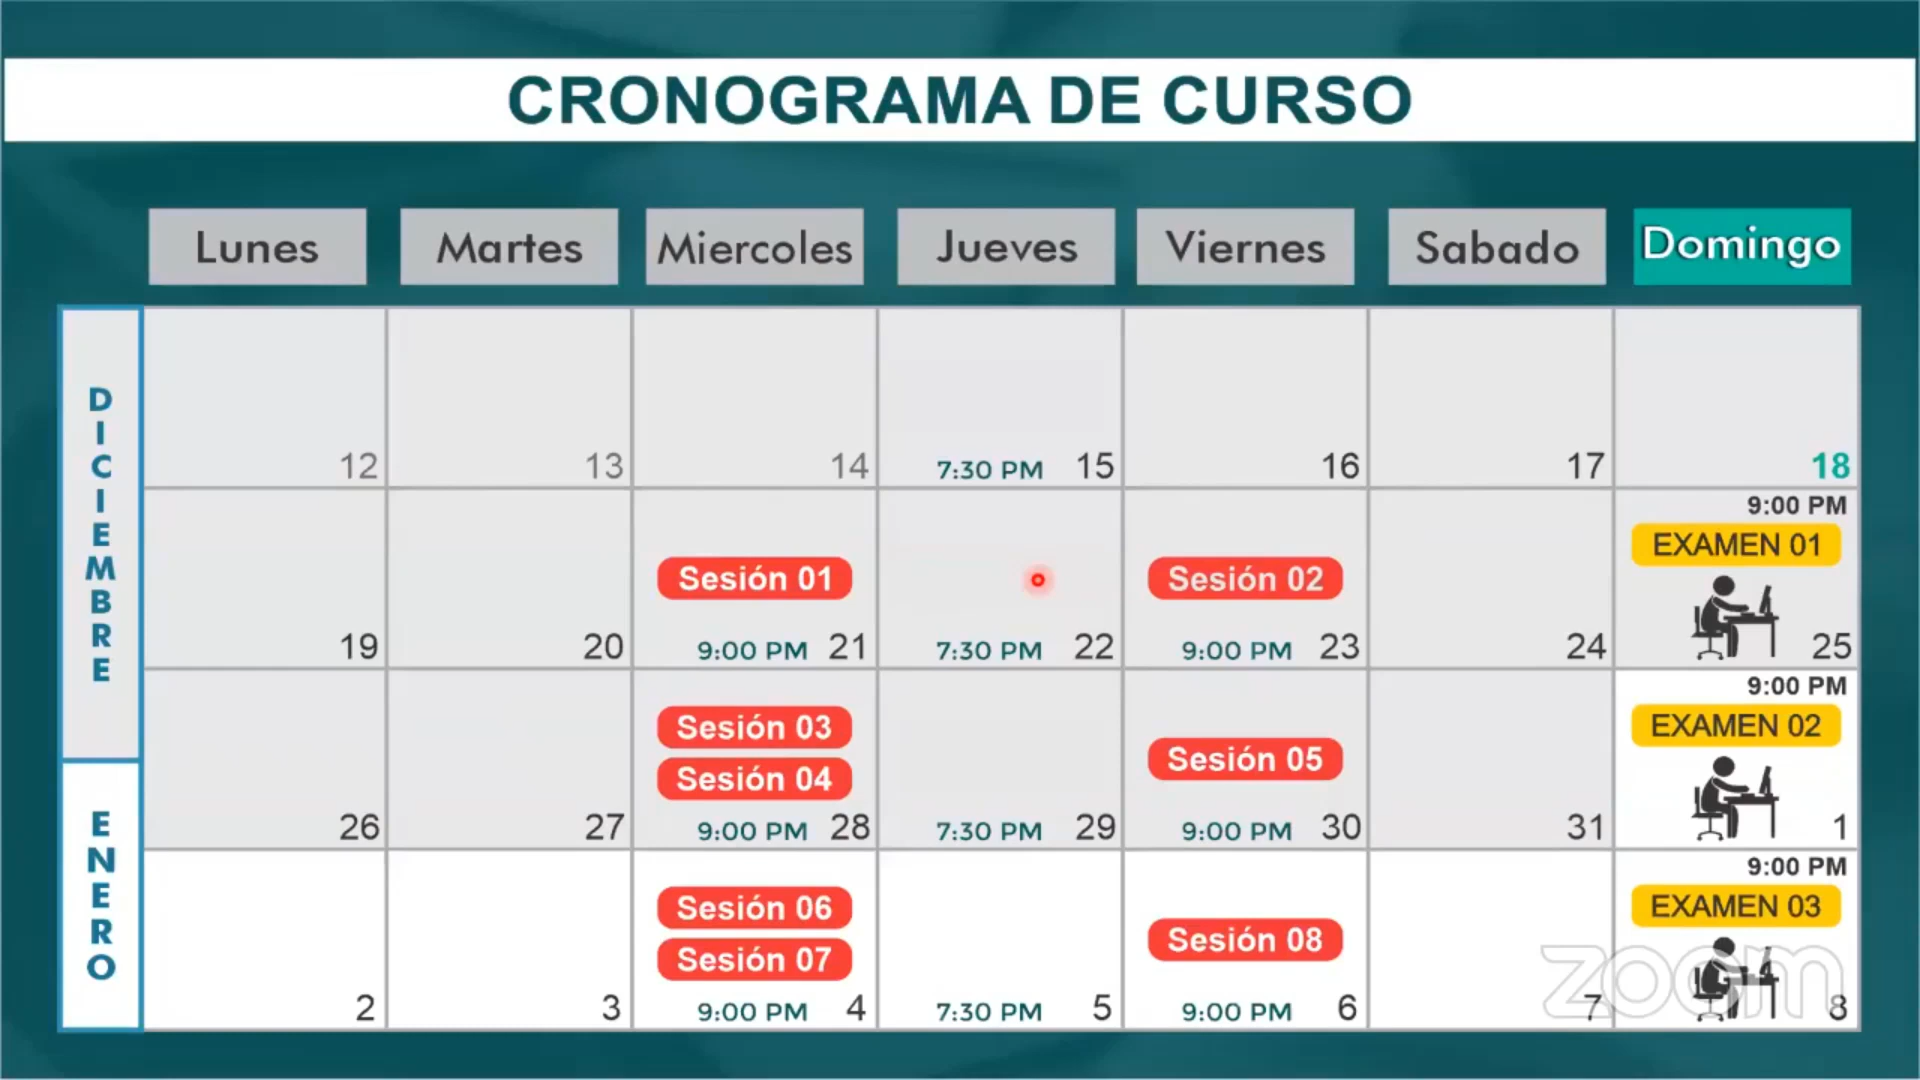 CRONOGRAMA DE CURSO
Lunes Martes Miercoles Jueves Viernes Sabado Domingo
DICIEMBRE
12 13 14 7:30 PM 15 16 17 18
19
20
Sesión 01
9:00 PM 21
7:30 PM 22
Sesión 02
9:00 PM 23
24
9:00 PM
EXAMEN 01
25
26
27
Sesión 03
Sesión 04
9:00 PM 28
7:30 PM 29
Sesión 05
9:00 PM 30
31
9:00 PM
EXAMEN 02
1
ENERO
2
3
Sesión 06
Sesión 07
9:00 PM 4
7:30 PM 5
Sesión 08
9:00 PM 6
7
9:00 PM
EXAMEN 03
8
zoom